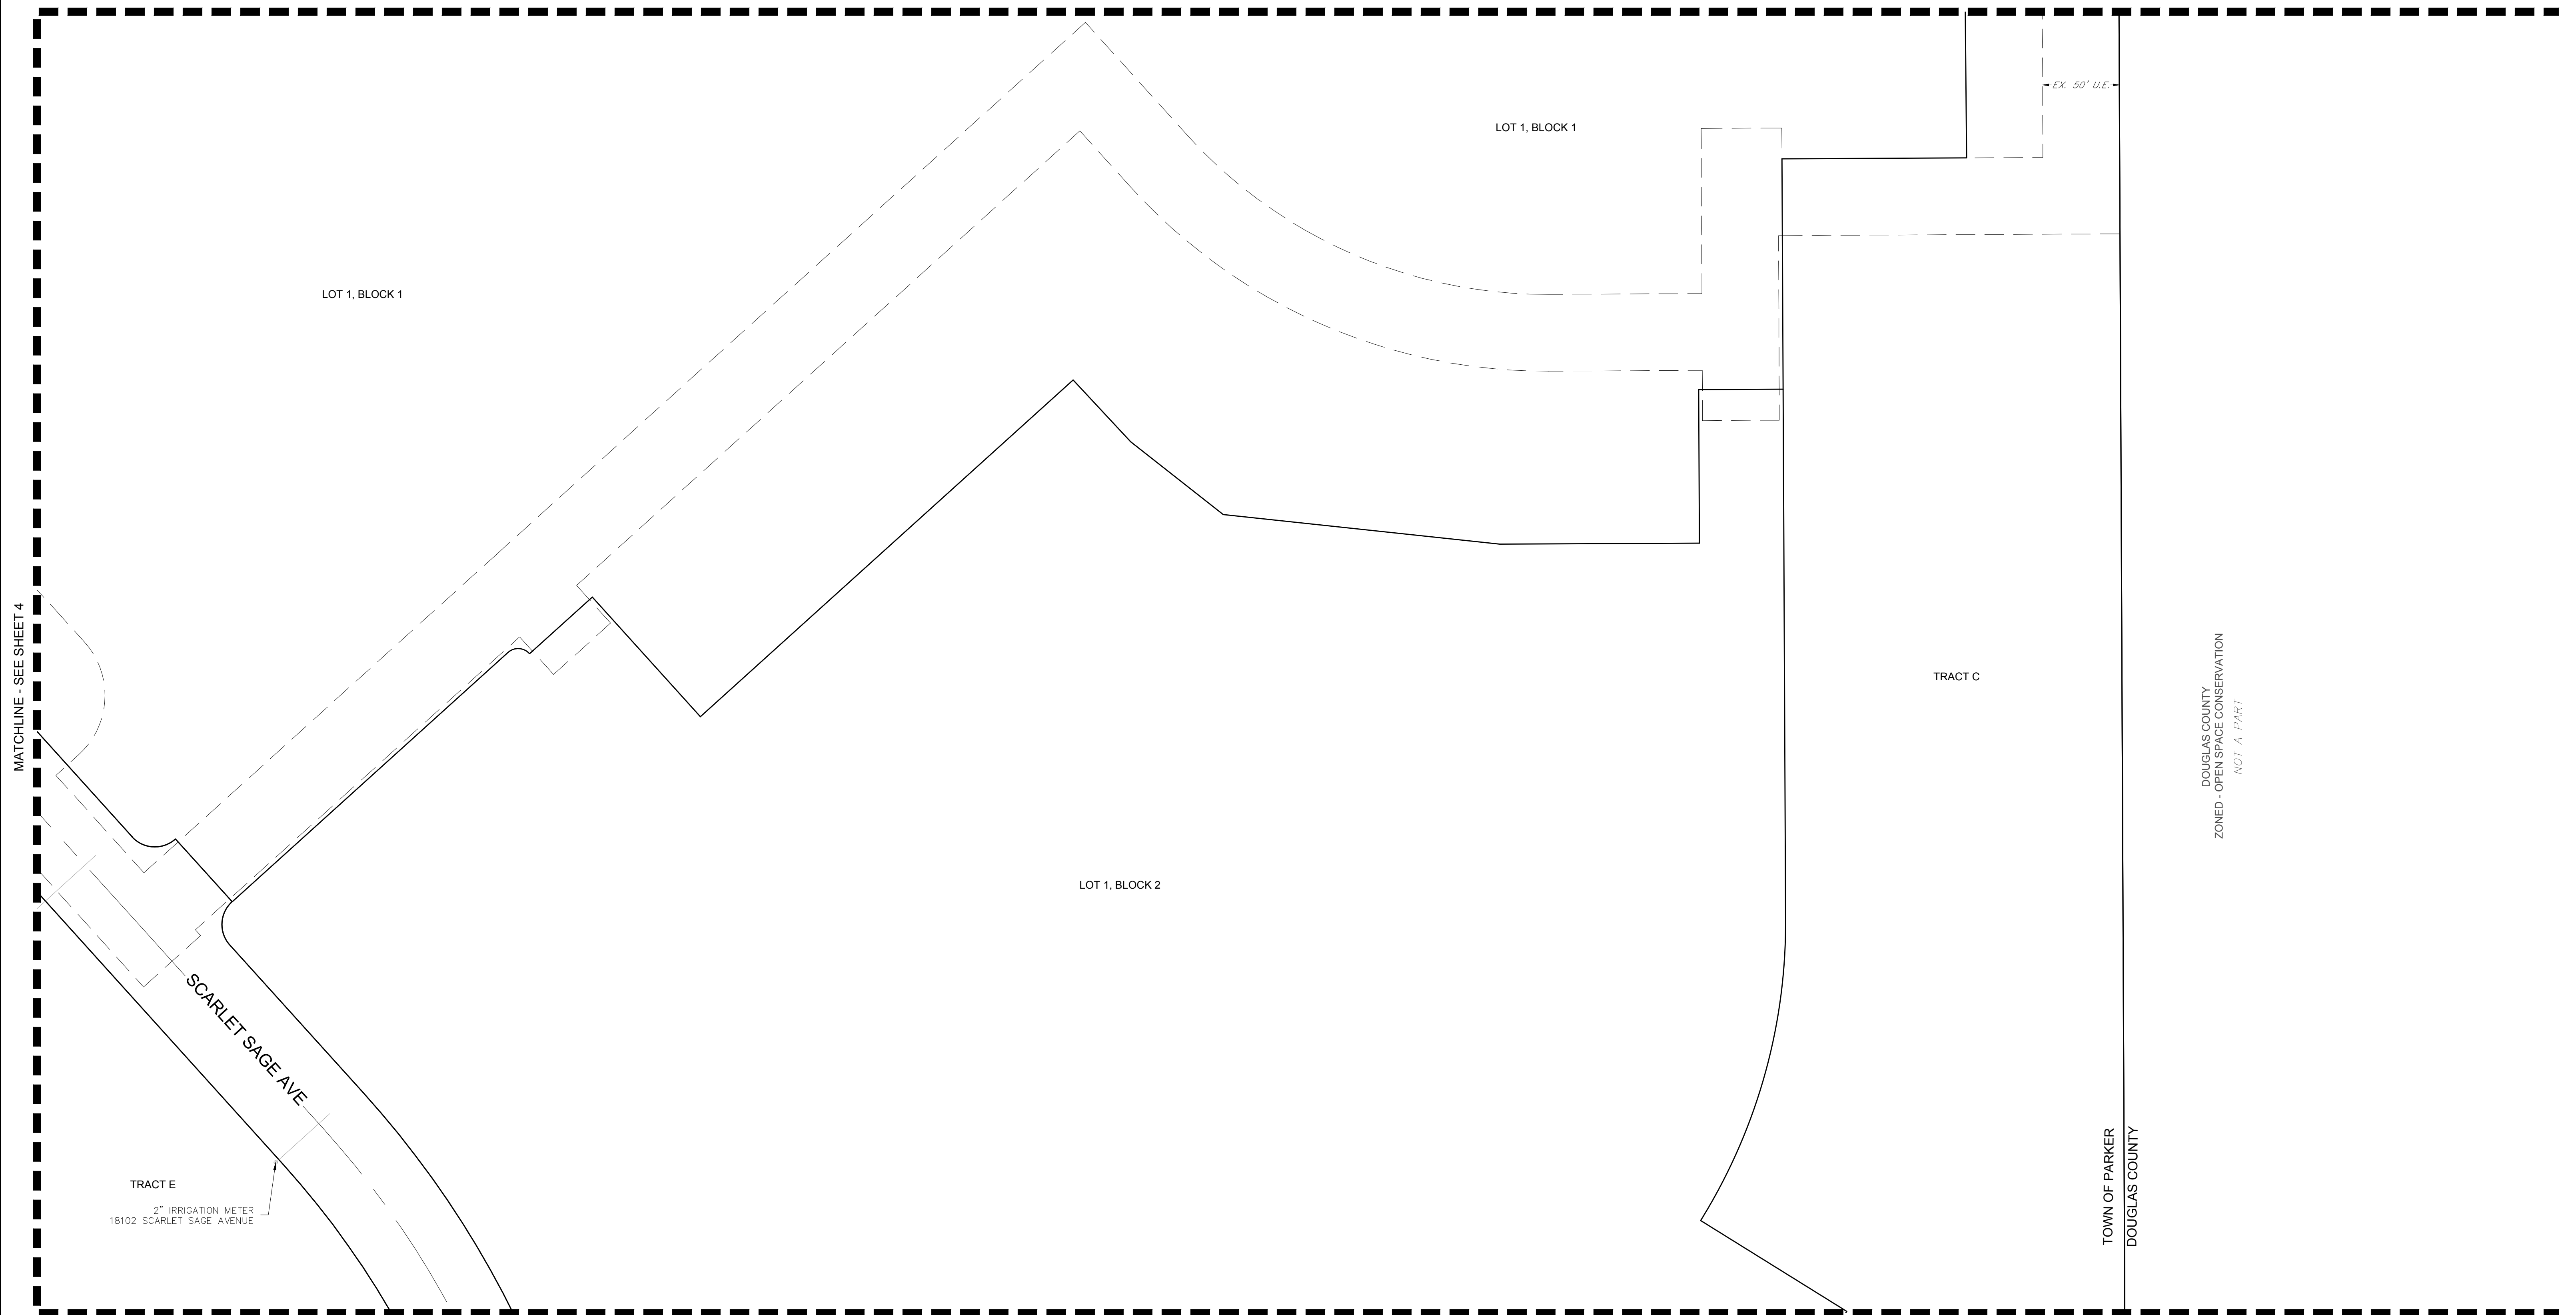 EX. 50' U.E.
LOT 1, BLOCK 1
LOT 1, BLOCK 1
MATCHLINE - SEE SHEET 4
TRACT C
DOUGLAS COUNTY
ZONED - OPEN SPACE CONSERVATION
NOT A PART
LOT 1, BLOCK 2
SCARLET SAGE AVE
TRACT E
2" IRRIGATION METER
18102 SCARLET SAGE AVENUE
TOWN OF PARKER
DOUGLAS COUNTY